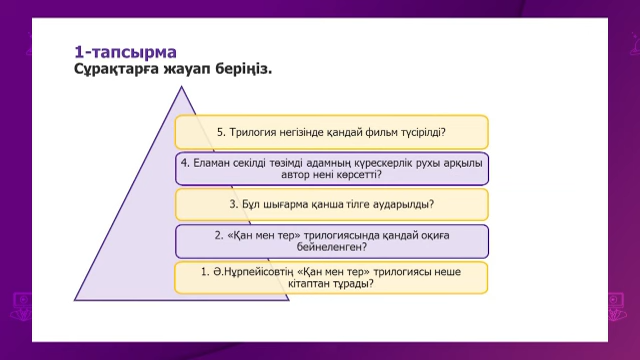 1-тапсырма
Сұрақтарға жауап беріңіз.
5. Трилогия негізінде қандай фильм түсірілді?
4. Еламан секілді төзімді адамның күрескерлік рухы арқылы
автор нені көрсетті?
3. Бұл шығарма қанша тілге аударылды?
2. «Қан мен тер» трилогиясында қандай оқиға
бейнеленген?
1. Ә.Нұрпейісовтің «Қан мен тер» трилогиясы неше
кітаптан тұрады?